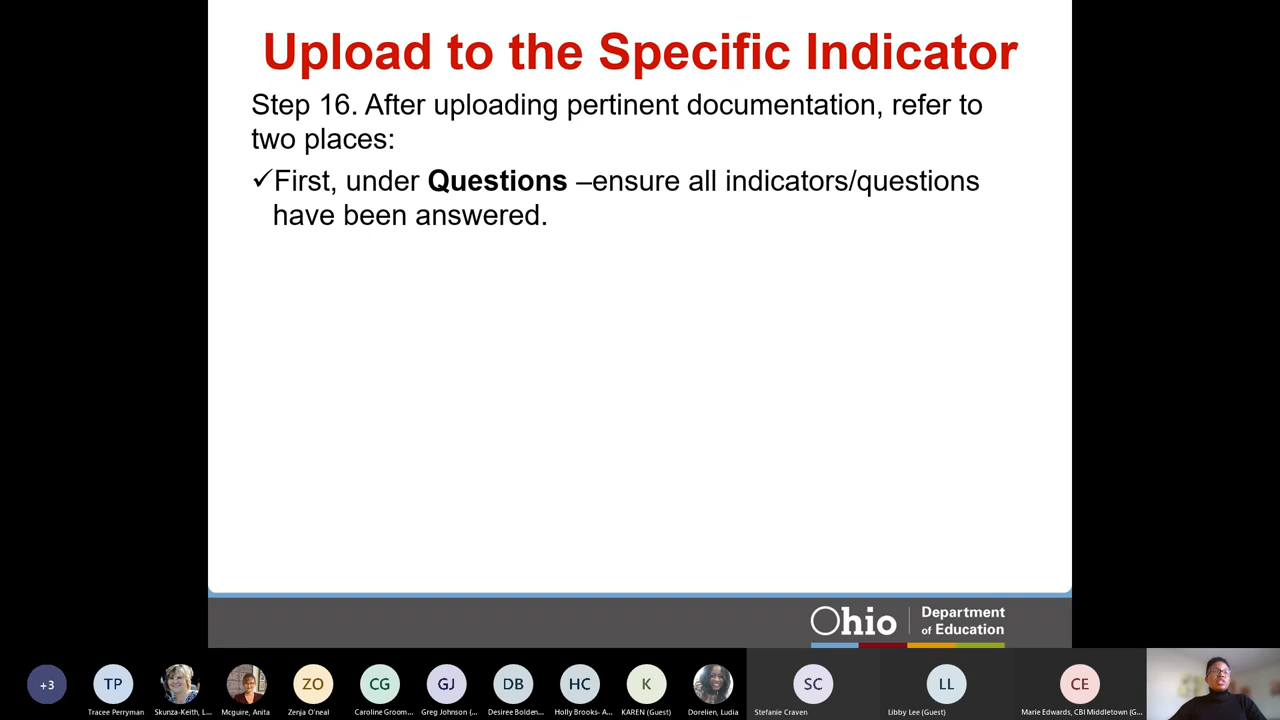 Upload to the Specific Indicator
Step 16. After uploading pertinent documentation, refer to
two places:
✓First, under Questions –ensure all indicators/questions
have been answered.
Ohio
Department
of Education
+3
TP
ZO
CG
GJ
DB
HC
K
SC
LL
CE
Tracee Perryman
Skunza-Keith, L...
Mcguire, Anita
Zenja O'neal
Caroline Groom...
Greg Johnson (...
Desiree Bolden...
Holly Brooks- A...
KAREN (Guest)
Dorelien, Ludia
Stefanie Craven
Libby Lee (Guest)
Marie Edwards, CBI Middletown (G...